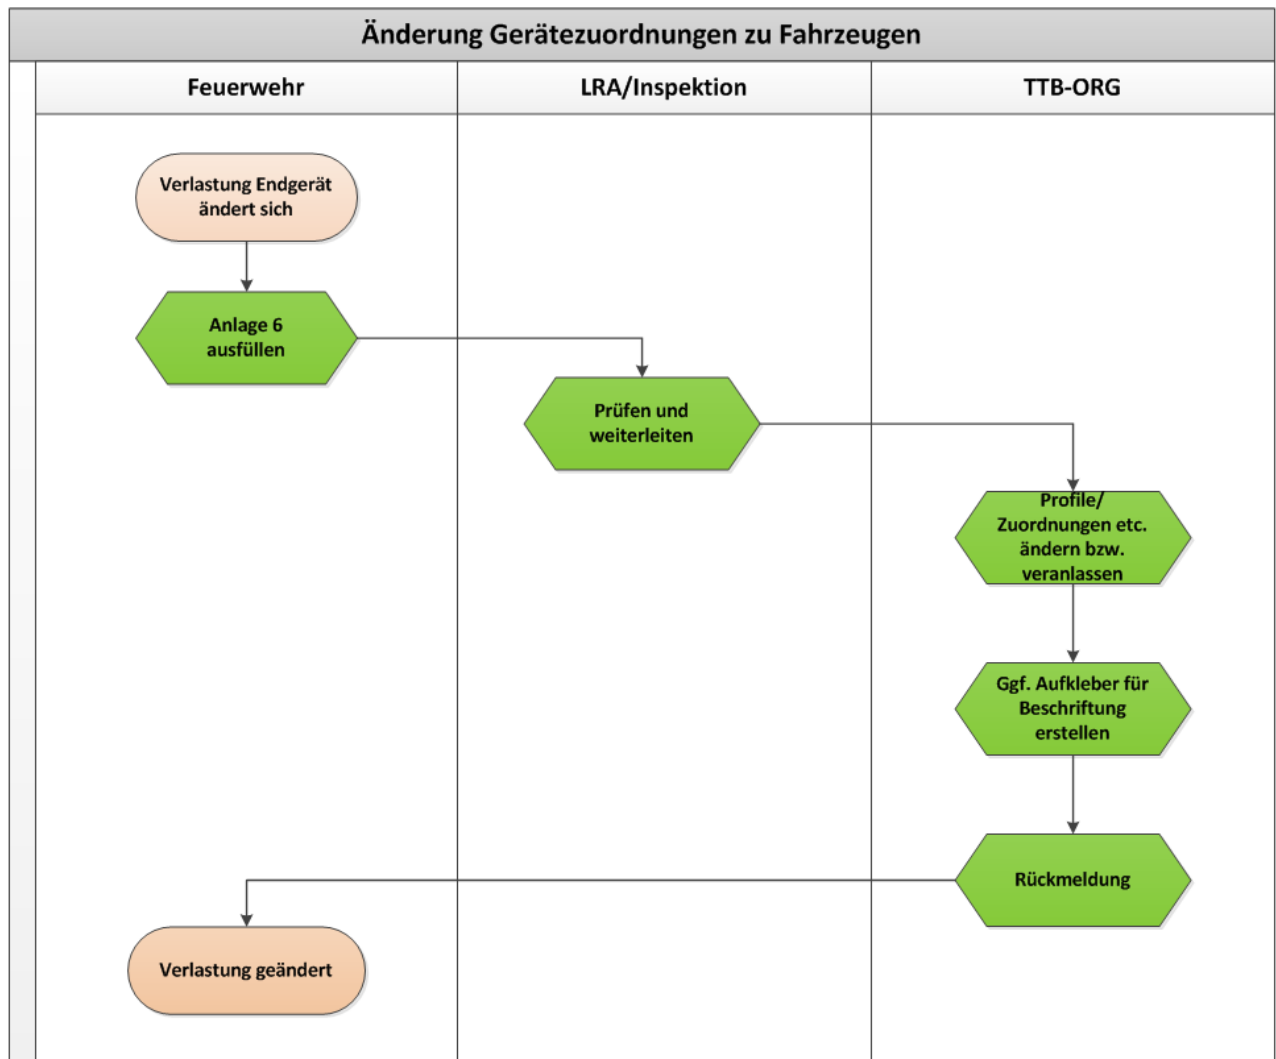 Änderung Gerätezuordnungen zu Fahrzeugen
Feuerwehr
LRA/Inspektion
TTB-ORG
Verlastung Endgerät
ändert sich
Anlage 6
ausfüllen
Prüfen und
weiterleiten
Profile/
Zuordnungen etc.
ändern bzw.
veranlassen
Ggf. Aufkleber für
Beschriftung
erstellen
Rückmeldung
Verlastung geändert